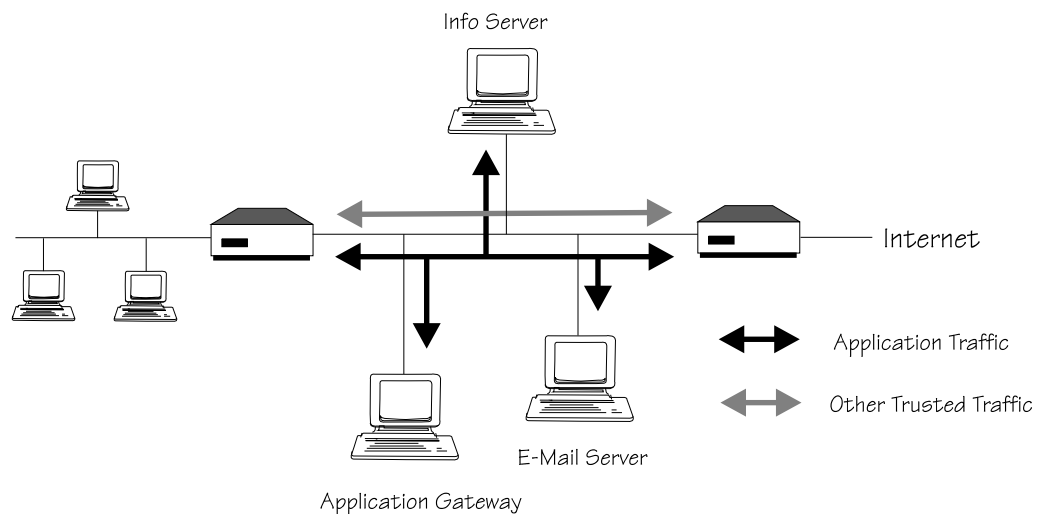 Info Server
Internet
Application Traffic
Other Trusted Traffic
E-Mail Server
Application Gateway